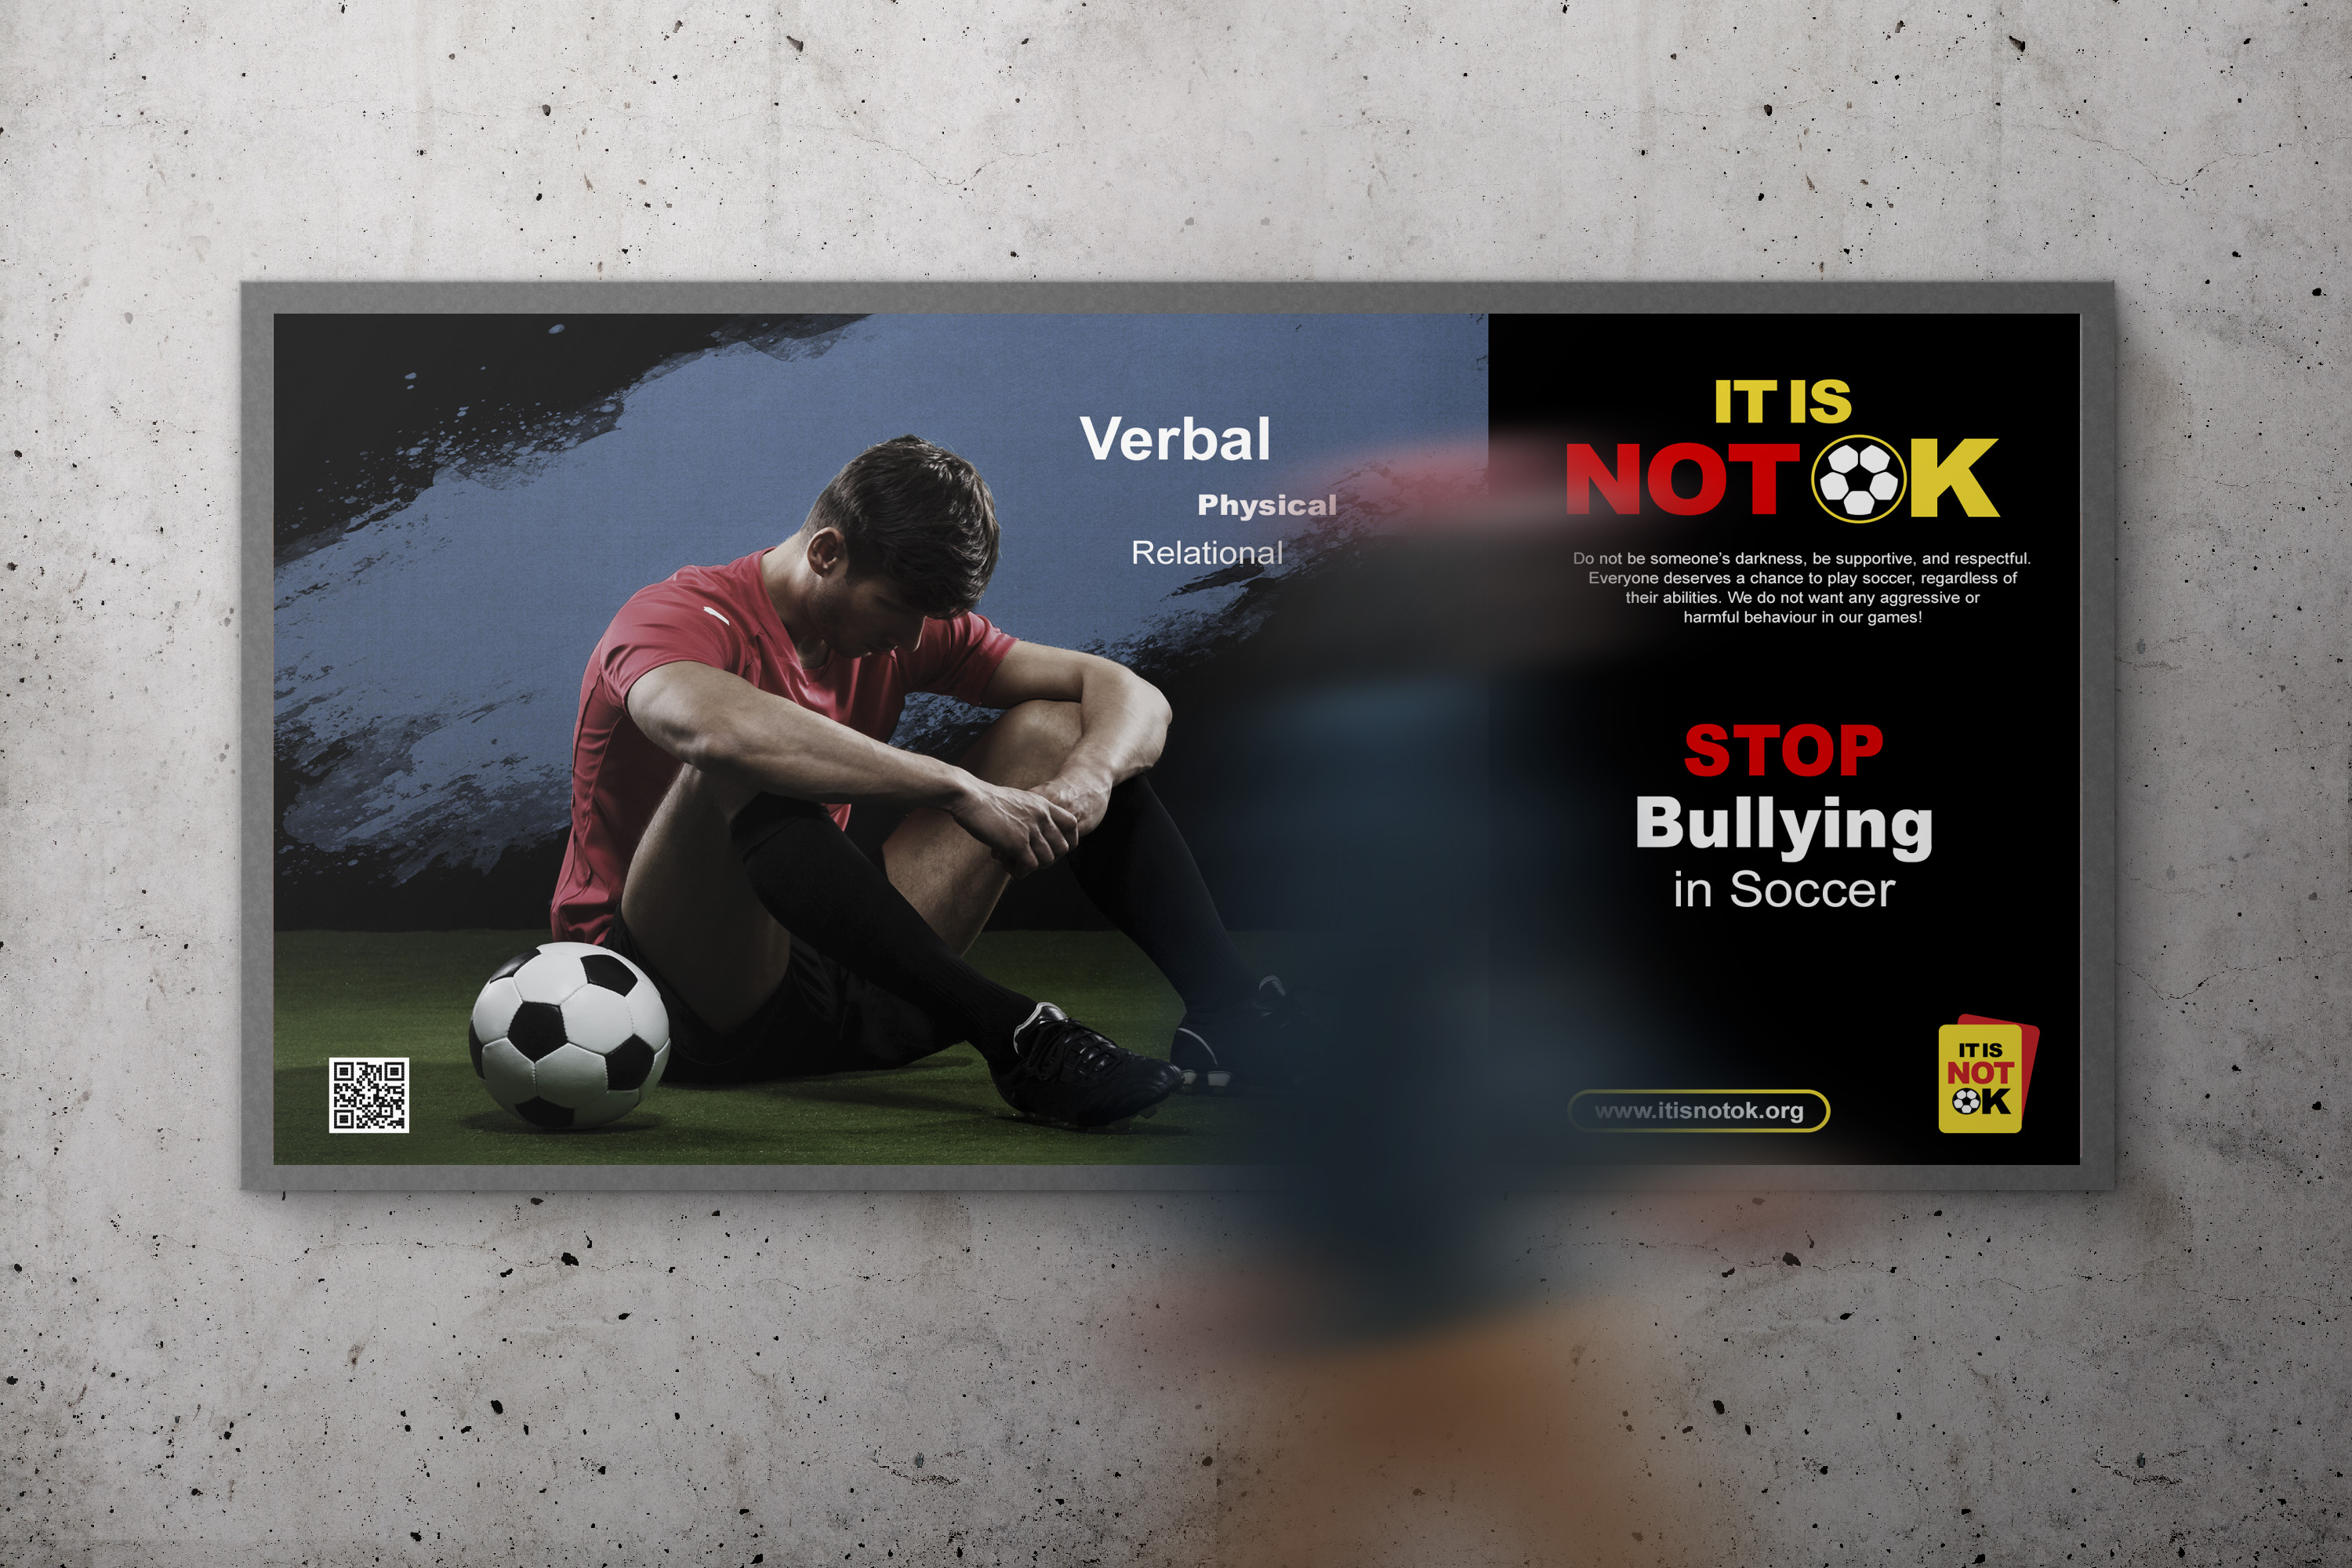 Verbal
Physical
Relational
IT IS
NOT OK
Do not be someone's darkness, be supportive, and respectful.
Everyone deserves a chance to play soccer, regardless of
their abilities. We do not want any aggressive or
harmful behaviour in our games!
STOP
Bullying
in Soccer
www.itisnotok.org
IT IS
NOT
OK